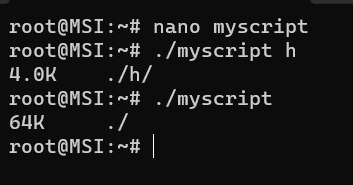 root@MSI:~# nano myscript
root@MSI:~# ./myscript h
4.0K    ./h/
root@MSI:~# ./myscript
64K     ./
root@MSI:~#